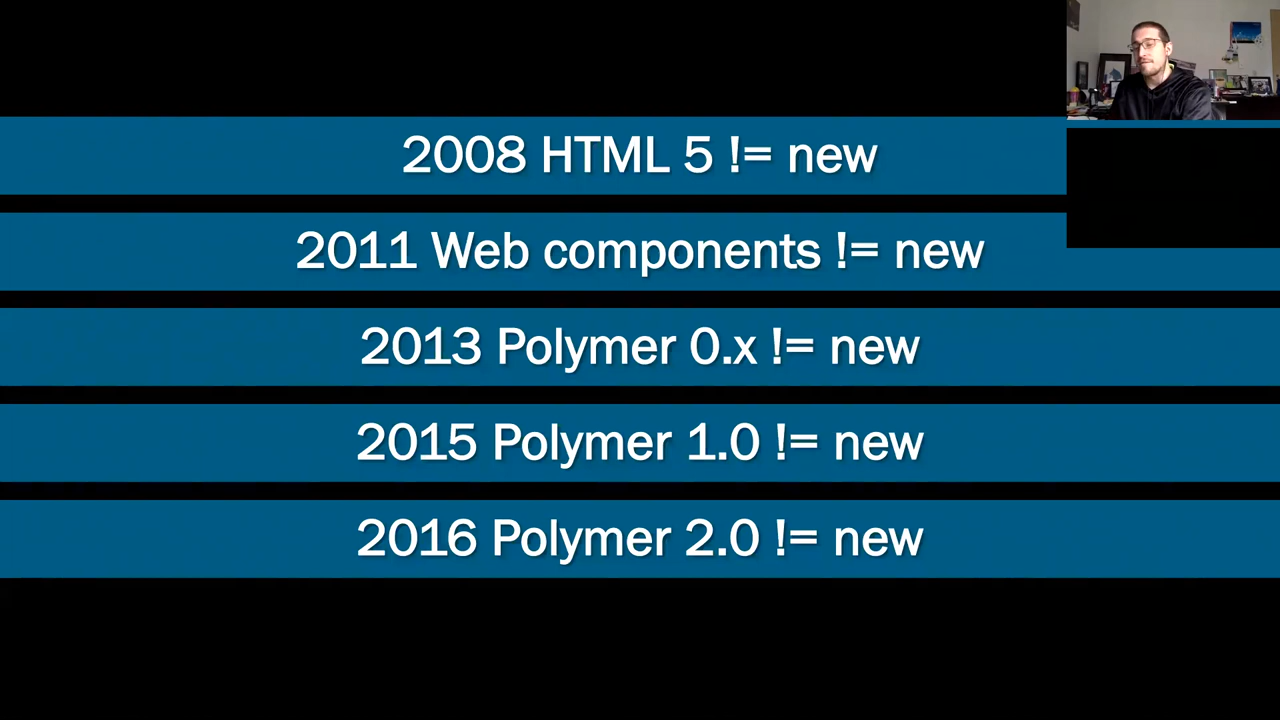 2008 HTML 5 != new
2011 Web components != new
2013 Polymer 0.x != new
2015 Polymer 1.0 != new
2016 Polymer 2.0 != new